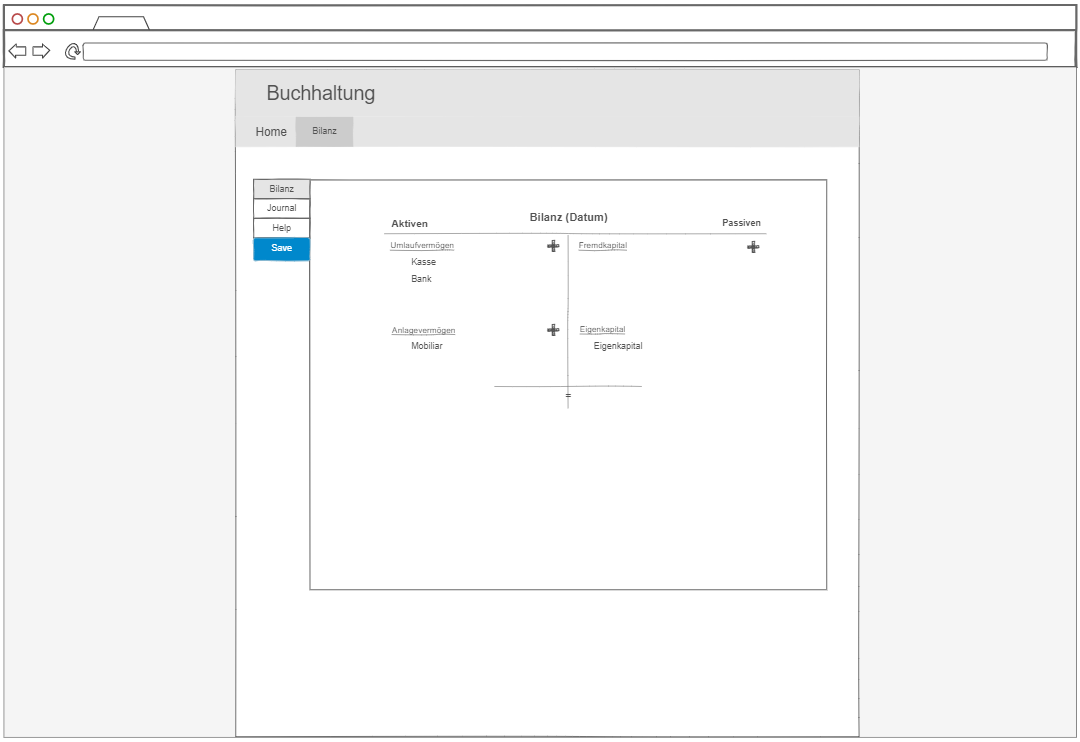 Buchhaltung
Home
Bilanz
Bilanz
Journal
Help
Save
Aktiven
Bilanz (Datum)
Passiven
Umlaufvermögen
Fremdkapital
Kasse
Bank
Anlagevermögen
Eigenkapital
Mobiliar
Eigenkapital
=